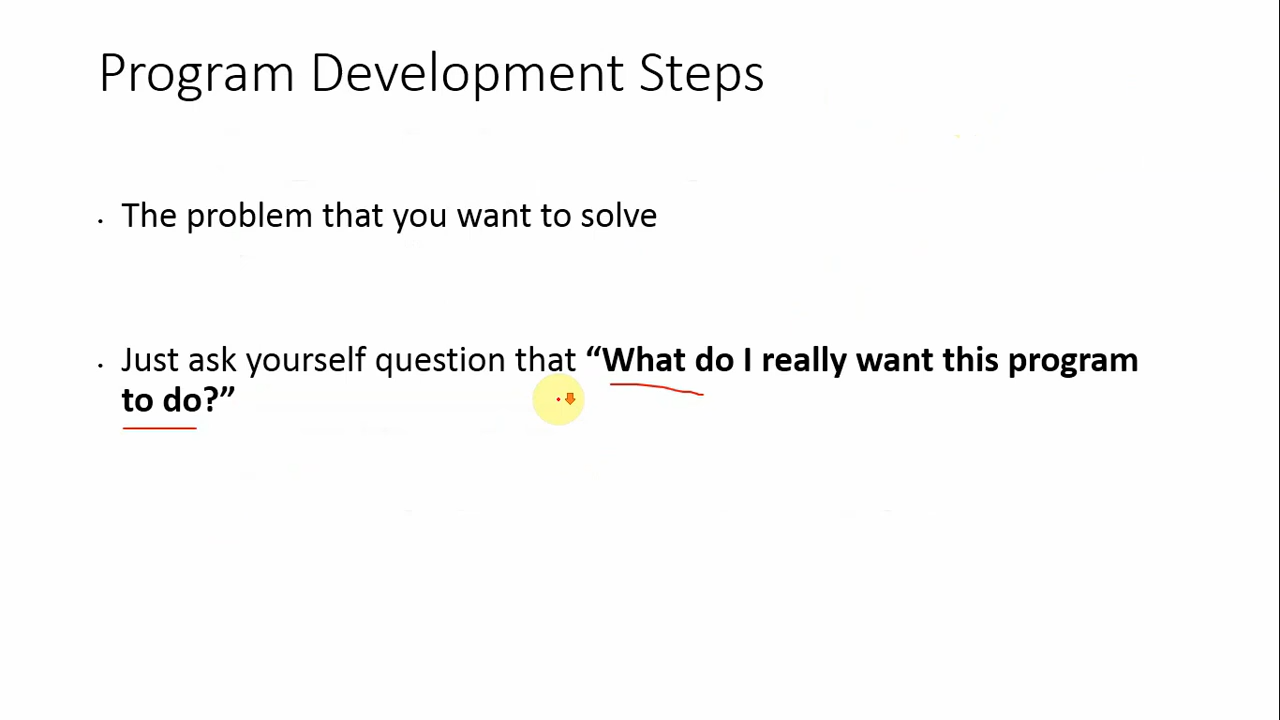 Program Development Steps
• The problem that you want to solve
• Just ask yourself question that “What do I really want this program
to do?”